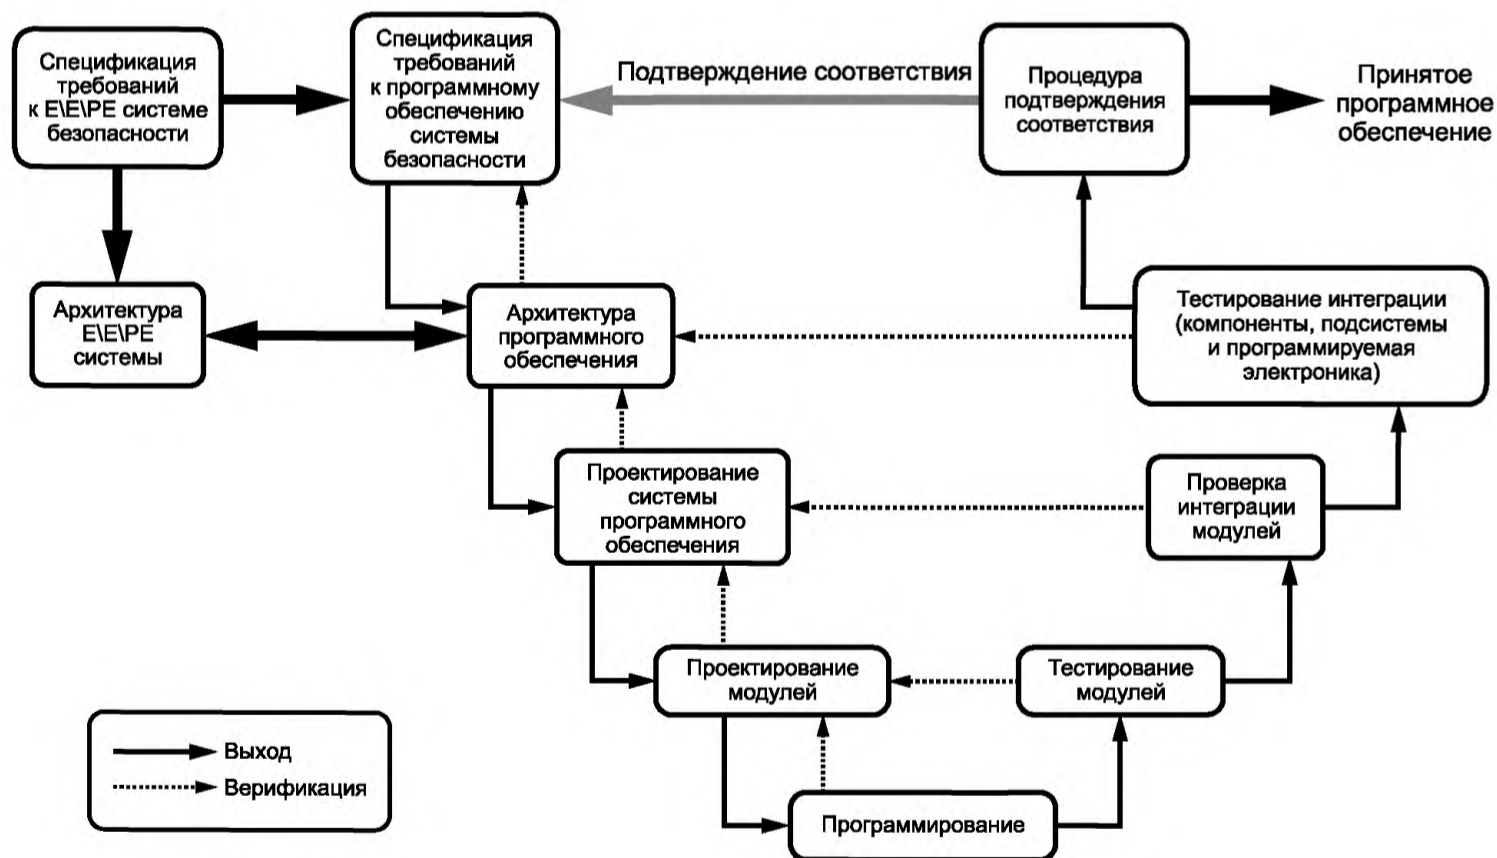 Спецификация
требований
к E\E\PE системе
безопасности
Спецификация
требований
к программному
обеспечению
системы
безопасности
Подтверждение соответствия
Процедура
подтверждения
соответствия
Принятое
программное
обеспечение
Архитектура
E\E\PE
системы
Архитектура
программного
обеспечения
Тестирование интеграции
(компоненты, подсистемы
и программируемая
электроника)
Проектирование
системы
программного
обеспечения
Проверка
интеграции
модулей
Проектирование
модулей
Тестирование
модулей
Выход
Верификация
Программирование